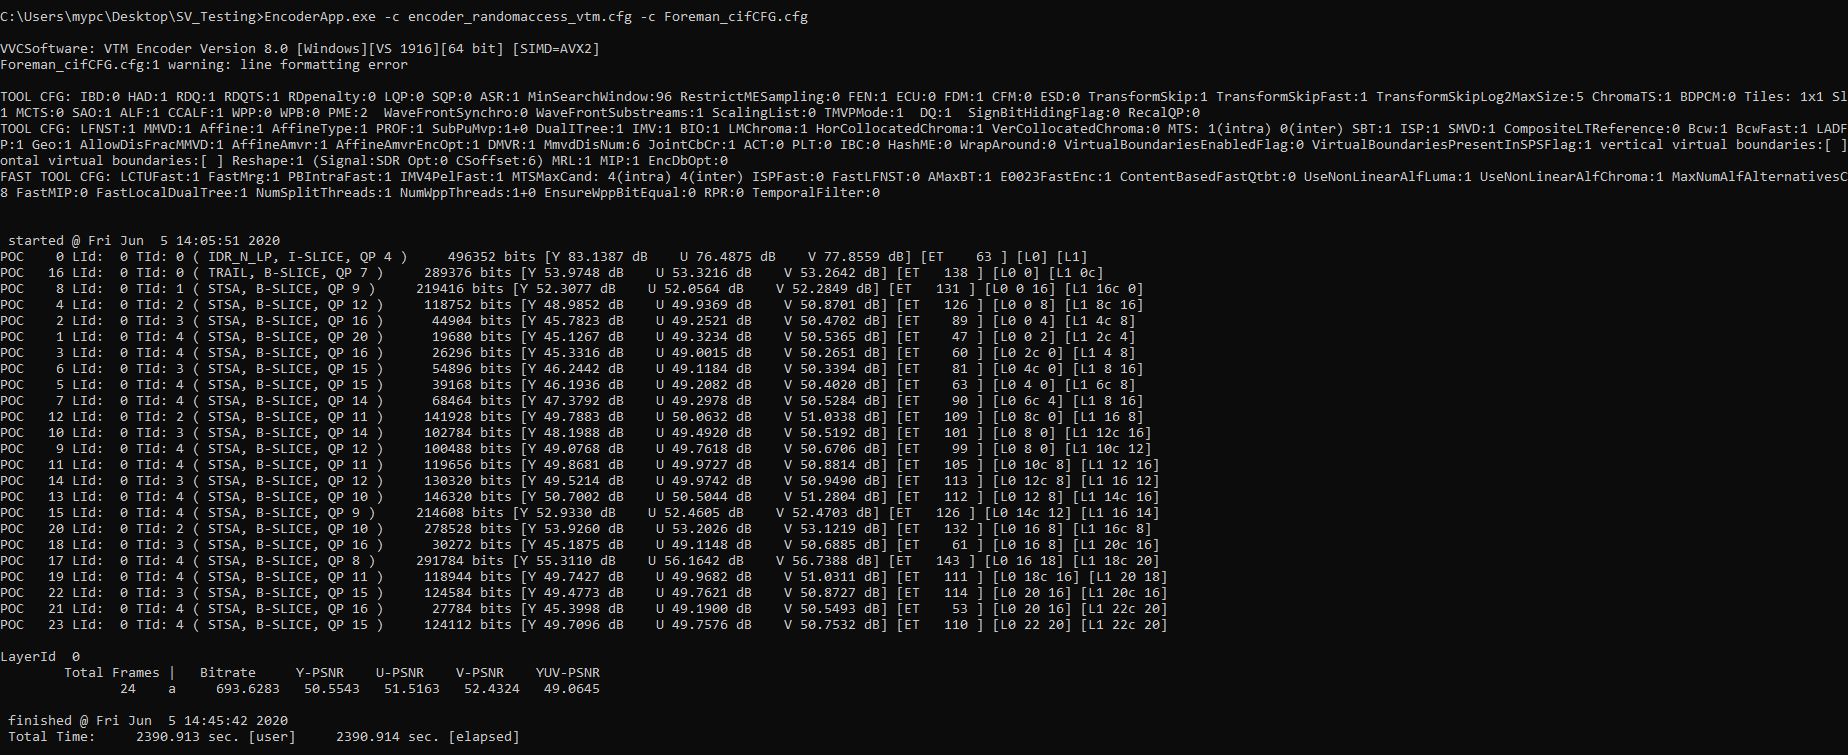 C:\Users\mypc\Desktop\SV_Testing>EncoderApp.exe -c encoder_randomaccess_vtm.cfg -c Foreman_cifCFG.cfg
VVCSoftware: VTM Encoder Version 8.0 [Windows][VS 1916][64 bit] [SIMD=AVX2]
Foreman_cifCFG.cfg:1 warning: line formatting error
TOOL CFG: IBD:0 HAD:1 RDQ:1 RDQTS:1 RDpenalty:0 LQP:0 SQP:0 ASR:1 MinSearchWindow:96 RestrictMESampling:0 FEN:1 ECU:0 FDM:1 CFM:0 ESD:0 TransformSkip:1 TransformSkipFast:1 TransformSkipLog2MaxSize:5 ChromaTS:1 BDPCM:0 Tiles: 1x1 Sl
1 MCTS:0 SAO:1 ALF:1 CCALF:1 WPP:0 WPB:0 PME:2  WaveFrontSynchro:0 WaveFrontSubstreams:1 ScalingList:0 TMVPMode:1  DQ:1  SignBitHidingFlag:0 RecalQP:0
TOOL CFG: LFNST:1 MMVD:1 Affine:1 AffineType:1 PROF:1 SubPuMvp:1+0 DualITree:1 IMV:1 BIO:1 LMChroma:1 HorCollocatedChroma:1 VerCollocatedChroma:0 MTS: 1(intra) 0(inter) SBT:1 ISP:1 SMVD:1 CompositeLTReference:0 Bcw:1 BcwFast:1 LADF
P:1 Geo:1 AllowDisFracMMVD:1 AffineAmvr:1 AffineAmvrEncOpt:1 DMVR:1 MmvdDisNum:6 JointCbCr:1 ACT:0 PLT:0 IBC:0 HashME:0 WrapAround:0 VirtualBoundariesEnabledFlag:0 VirtualBoundariesPresentInSPSFlag:1 vertical virtual boundaries:[ ]
ontal virtual boundaries:[ ] Reshape:1 (Signal:SDR Opt:0 CSoffset:6) MRL:1 MIP:1 EncDbOpt:0
FAST TOOL CFG: LCTUFast:1 FastMrg:1 PBIntraFast:1 IMV4PelFast:1 MTSMaxCand: 4(intra) 4(inter) ISPFast:0 FastLFNST:0 AMaxBT:1 E0023FastEnc:1 ContentBasedFastQtbt:0 UseNonLinearAlfLuma:1 UseNonLinearAlfChroma:1 MaxNumAlfAlternativesC
8 FastMIP:0 FastLocalDualTree:1 NumSplitThreads:1 NumWppThreads:1+0 EnsureWppBitEqual:0 RPR:0 TemporalFilter:0
started @ Fri Jun  5 14:05:51 2020
POC    0 LId:  0 TId: 0 ( IDR_N_LP, I-SLICE, QP 4 )     496352 bits [Y 83.1387 dB    U 76.4875 dB    V 77.8559 dB] [ET    63 ] [L0] [L1]
POC   16 LId:  0 TId: 0 ( TRAIL, B-SLICE, QP 7 )     289376 bits [Y 53.9748 dB    U 53.3216 dB    V 53.2642 dB] [ET   138 ] [L0 0] [L1 0c]
POC    8 LId:  0 TId: 1 ( STSA, B-SLICE, QP 9 )     219416 bits [Y 52.3077 dB    U 52.0564 dB    V 52.2849 dB] [ET   131 ] [L0 0 16] [L1 16c 0]
POC    4 LId:  0 TId: 2 ( STSA, B-SLICE, QP 12 )     118752 bits [Y 48.9852 dB    U 49.9369 dB    V 50.8701 dB] [ET   126 ] [L0 0 8] [L1 8c 16]
POC    2 LId:  0 TId: 3 ( STSA, B-SLICE, QP 16 )      44904 bits [Y 45.7823 dB    U 49.2521 dB    V 50.4702 dB] [ET    89 ] [L0 0 4] [L1 4c 8]
POC    1 LId:  0 TId: 4 ( STSA, B-SLICE, QP 20 )      19680 bits [Y 45.1267 dB    U 49.3234 dB    V 50.5365 dB] [ET    47 ] [L0 0 2] [L1 2c 4]
POC    3 LId:  0 TId: 4 ( STSA, B-SLICE, QP 16 )      26296 bits [Y 45.3316 dB    U 49.0015 dB    V 50.2651 dB] [ET    60 ] [L0 2c 0] [L1 4 8]
POC    6 LId:  0 TId: 3 ( STSA, B-SLICE, QP 15 )      54896 bits [Y 46.2442 dB    U 49.1184 dB    V 50.3394 dB] [ET    81 ] [L0 4c 0] [L1 8 16]
POC    5 LId:  0 TId: 4 ( STSA, B-SLICE, QP 15 )      39168 bits [Y 46.1936 dB    U 49.2082 dB    V 50.4020 dB] [ET    63 ] [L0 4 0] [L1 6c 8]
POC    7 LId:  0 TId: 4 ( STSA, B-SLICE, QP 14 )      68464 bits [Y 47.3792 dB    U 49.2978 dB    V 50.5284 dB] [ET    90 ] [L0 6c 4] [L1 8 16]
POC   12 LId:  0 TId: 2 ( STSA, B-SLICE, QP 11 )     141928 bits [Y 49.7883 dB    U 50.0632 dB    V 51.0338 dB] [ET   109 ] [L0 8c 0] [L1 16 8]
POC   10 LId:  0 TId: 3 ( STSA, B-SLICE, QP 14 )     102784 bits [Y 48.1988 dB    U 49.4920 dB    V 50.5192 dB] [ET   101 ] [L0 8 0] [L1 12c 16]
POC    9 LId:  0 TId: 4 ( STSA, B-SLICE, QP 12 )     100488 bits [Y 49.0768 dB    U 49.7618 dB    V 50.6706 dB] [ET    99 ] [L0 8 0] [L1 10c 12]
POC   11 LId:  0 TId: 4 ( STSA, B-SLICE, QP 11 )     119656 bits [Y 49.8681 dB    U 49.9727 dB    V 50.8814 dB] [ET   105 ] [L0 10c 8] [L1 12 16]
POC   14 LId:  0 TId: 3 ( STSA, B-SLICE, QP 12 )     130320 bits [Y 49.5214 dB    U 49.9742 dB    V 50.9490 dB] [ET   113 ] [L0 12c 8] [L1 16 12]
POC   13 LId:  0 TId: 4 ( STSA, B-SLICE, QP 10 )     146320 bits [Y 50.7002 dB    U 50.5044 dB    V 51.2804 dB] [ET   112 ] [L0 12 8] [L1 14c 16]
POC   15 LId:  0 TId: 4 ( STSA, B-SLICE, QP 9 )     214608 bits [Y 52.9330 dB    U 52.4605 dB    V 52.4703 dB] [ET   126 ] [L0 14c 12] [L1 16 14]
POC   20 LId:  0 TId: 2 ( STSA, B-SLICE, QP 10 )     278528 bits [Y 53.9260 dB    U 53.2026 dB    V 53.1219 dB] [ET   132 ] [L0 16 8] [L1 16c 8]
POC   18 LId:  0 TId: 3 ( STSA, B-SLICE, QP 16 )      30272 bits [Y 45.1875 dB    U 49.1148 dB    V 50.6885 dB] [ET    61 ] [L0 16 8] [L1 20c 16]
POC   17 LId:  0 TId: 4 ( STSA, B-SLICE, QP 8 )     291784 bits [Y 55.3110 dB    U 56.1642 dB    V 56.7388 dB] [ET   143 ] [L0 16 18] [L1 18c 20]
POC   19 LId:  0 TId: 4 ( STSA, B-SLICE, QP 11 )     118944 bits [Y 49.7427 dB    U 49.9682 dB    V 51.0311 dB] [ET   111 ] [L0 18c 16] [L1 20 18]
POC   22 LId:  0 TId: 3 ( STSA, B-SLICE, QP 15 )     124584 bits [Y 49.4773 dB    U 49.7621 dB    V 50.8727 dB] [ET   114 ] [L0 20 16] [L1 20c 16]
POC   21 LId:  0 TId: 4 ( STSA, B-SLICE, QP 16 )      27784 bits [Y 45.3998 dB    U 49.1900 dB    V 50.5493 dB] [ET    53 ] [L0 20 16] [L1 22c 20]
POC   23 LId:  0 TId: 4 ( STSA, B-SLICE, QP 15 )     124112 bits [Y 49.7096 dB    U 49.7576 dB    V 50.7532 dB] [ET   110 ] [L0 22 20] [L1 22c 20]
LayerId  0
Total Frames |   Bitrate     Y-PSNR    U-PSNR    V-PSNR    YUV-PSNR
24    a     693.6283   50.5543   51.5163   52.4324   49.0645
finished @ Fri Jun  5 14:45:42 2020
Total Time:     2390.913 sec. [user]     2390.914 sec. [elapsed]